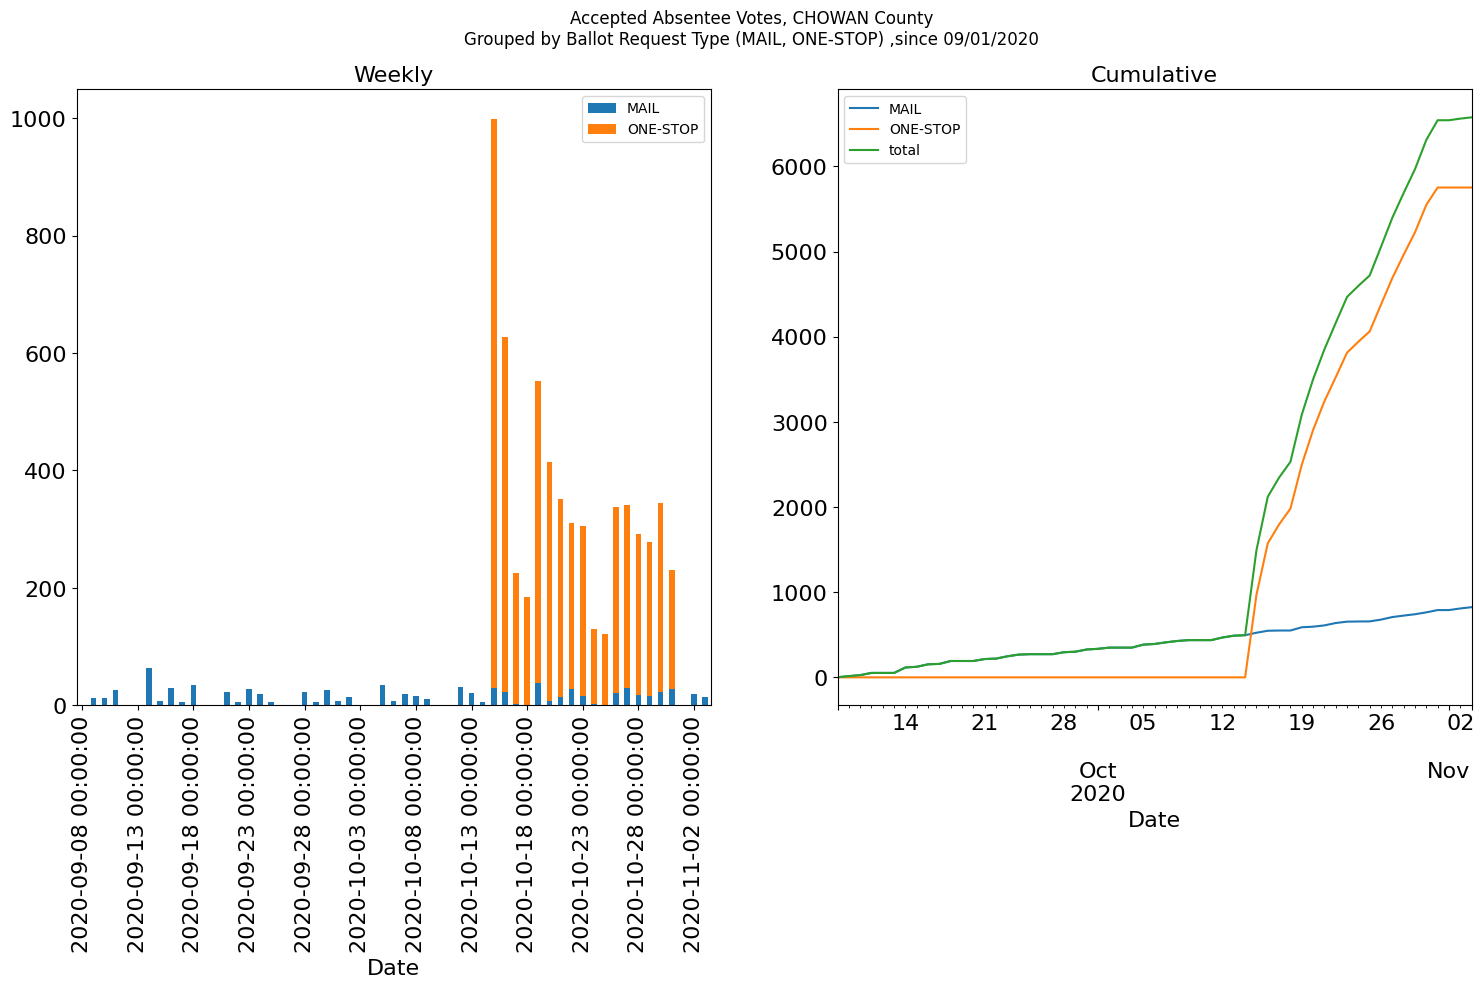 Accepted Absentee Votes, CHOWAN County
Grouped by Ballot Request Type (MAIL, ONE-STOP) ,since 09/01/2020
Weekly
MAIL
ONE-STOP
1000
800
600
400
200
0
2020-09-08 00:00:00
2020-09-13 00:00:00
2020-09-18 00:00:00
2020-09-23 00:00:00
2020-09-28 00:00:00
2020-10-03 00:00:00
2020-10-08 00:00:00
2020-10-13 00:00:00
2020-10-18 00:00:00
2020-10-23 00:00:00
2020-10-28 00:00:00
2020-11-02 00:00:00
Date
Cumulative
MAIL
ONE-STOP
total
6000
5000
4000
3000
2000
1000
0
14 21 28 05 12 19 26 02
Oct Nov
2020
Date